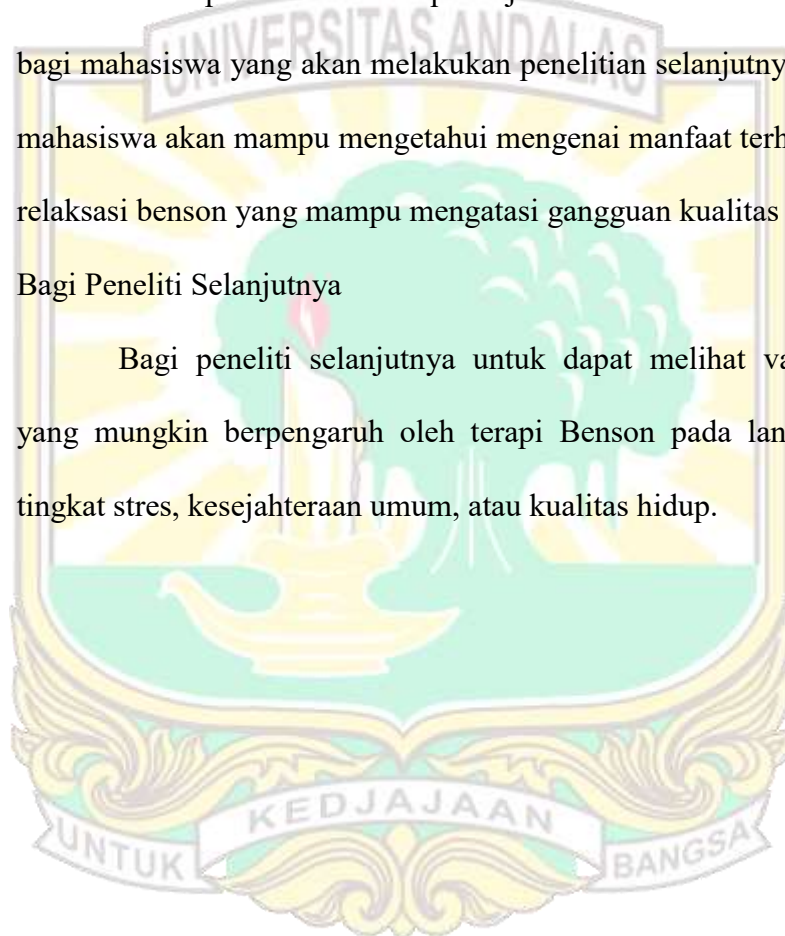 UNIVERSITAS ANDALAS
bagi mahasiswa yang akan melakukan penelitian selanjutny
mahasiswa akan mampu mengetahui mengenai manfaat terh
relaksasi benson yang mampu mengatasi gangguan kualitas
Bagi Peneliti Selanjutnya
Bagi peneliti selanjutnya untuk dapat melihat va
yang mungkin berpengaruh oleh terapi Benson pada lan
tingkat stres, kesejahteraan umum, atau kualitas hidup.
UNTUK KEDJAJAAN BANGSA